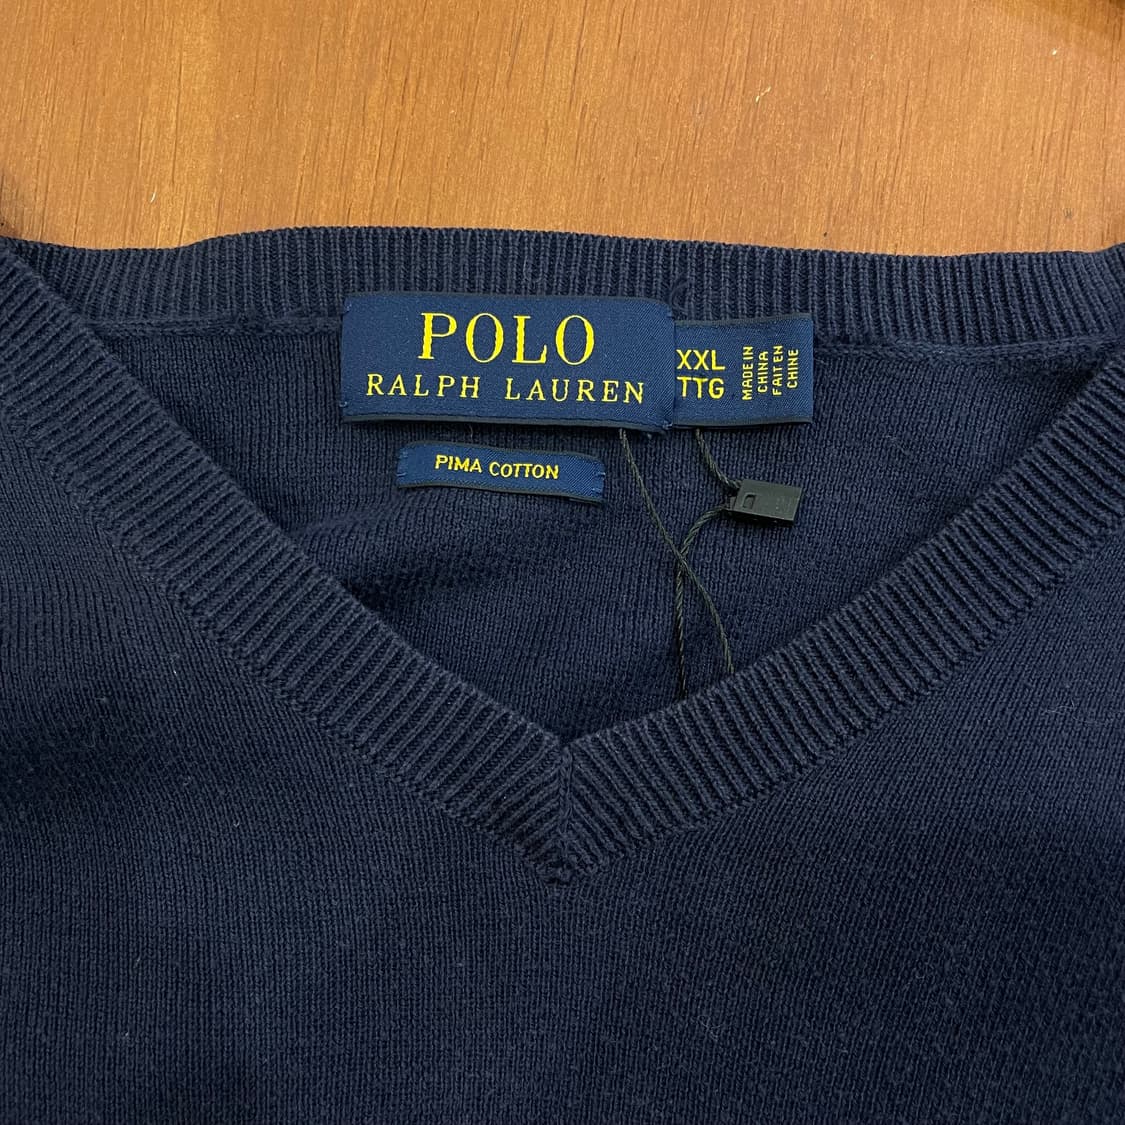 POLO
RALPH LAUREN
XXL
TTG
MADE IN
CHINA
FAIT EN
CHINE
PIMA COTTON